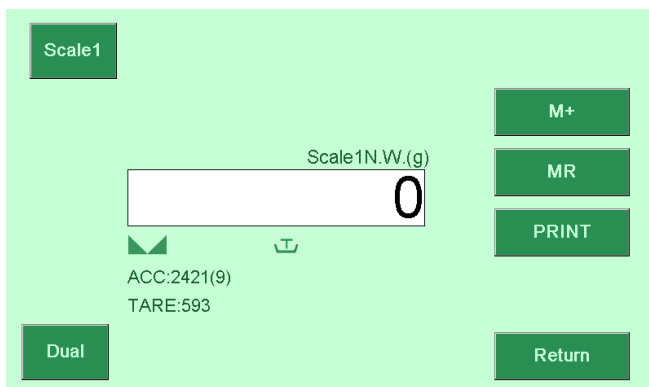 Scale1
M+
Scale1N.W.(g)
0
MR
PRINT
T
ACC:2421(9)
TARE:593
Dual
Return